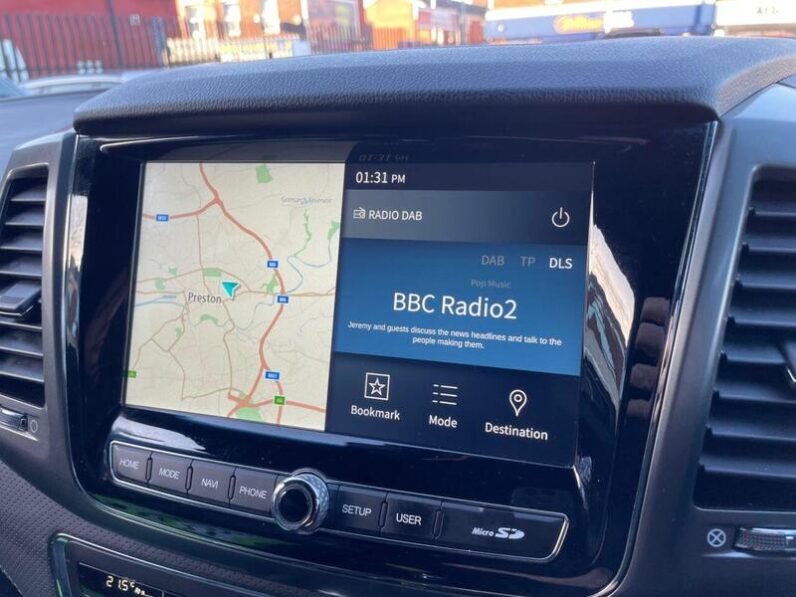 01:31 PM
RADIO DAB
DAB TP DLS
Pop Music
BBC Radio2
Jeremy and guests discuss the news headlines and talk to the
people making them.
Preston
Bookmark
Mode
Destination
HOME
MODE
NAVI
PHONE
SETUP
USER
Micro SD
21.5°c